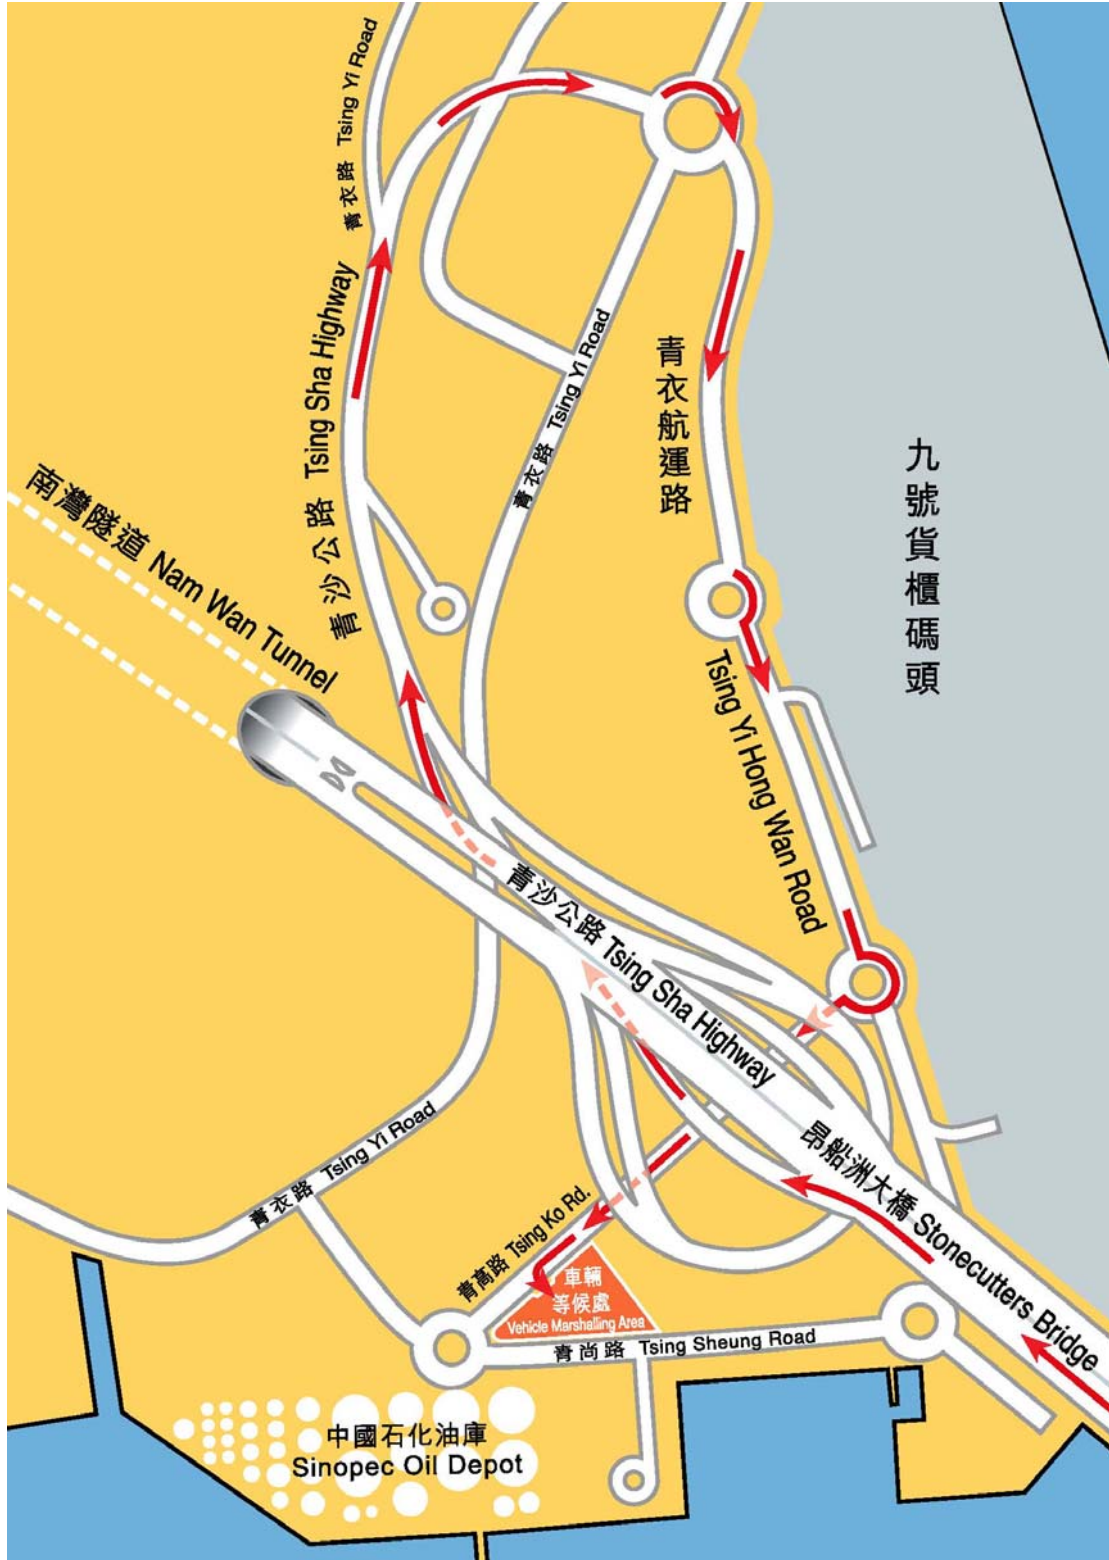 青衣路 Tsing Yi Road
青沙公路 Tsing Sha Highway
青衣路 Tsing Yi Road
青衣航運路
九號貨櫃碼頭
南灣隧道 Nam Wan Tunnel
Tsing Yi Hong Wan Road
青沙公路 Tsing Sha Highway
昂船洲大橋 Stonecutters Bridge
青衣路 Tsing Yi Road
青高路 Tsing Ko Rd.
車輛
等候處
Vehicle Marshalling Area
青尚路 Tsing Sheung Road
中國石化油庫
Sinopec Oil Depot